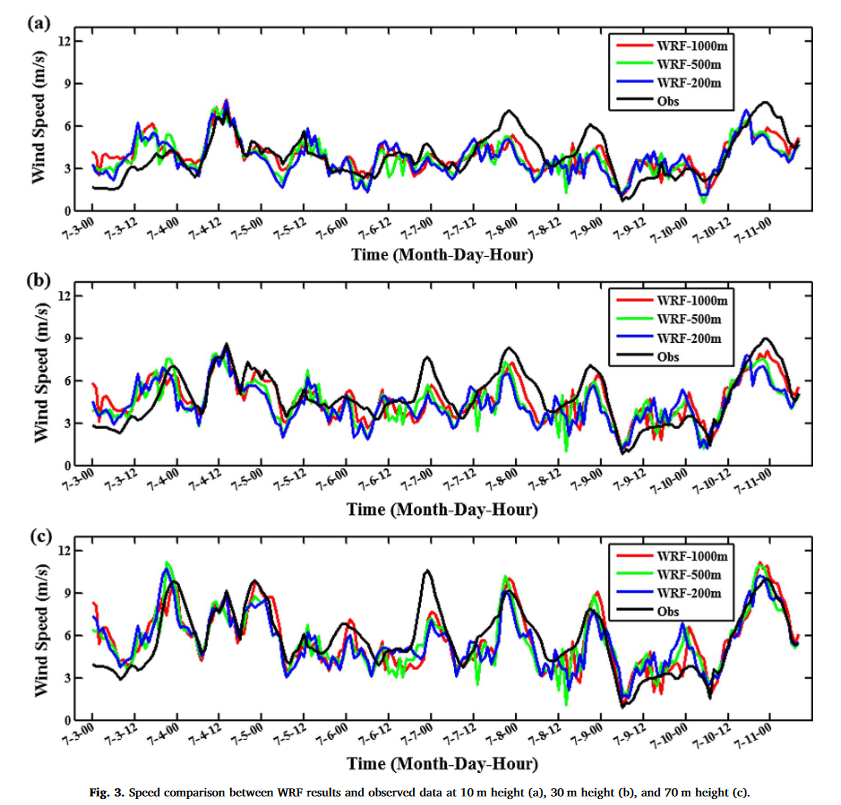 (a)
12
9
6
3
0
Wind Speed (m/s)
WRF-1000m
WRF-500m
WRF-200m
Obs
7-3-00 7-3-12 7-4-00 7-4-12 7-5-00 7-5-12 7-6-00 7-6-12 7-7-00 7-7-12 7-8-00 7-8-12 7-9-00 7-9-12 7-10-00 7-10-12 7-11-00
Time (Month-Day-Hour)
(b)
12
9
6
3
0
Wind Speed (m/s)
WRF-1000m
WRF-500m
WRF-200m
Obs
7-3-00 7-3-12 7-4-00 7-4-12 7-5-00 7-5-12 7-6-00 7-6-12 7-7-00 7-7-12 7-8-00 7-8-12 7-9-00 7-9-12 7-10-00 7-10-12 7-11-00
Time (Month-Day-Hour)
(c)
12
9
6
3
0
Wind Speed (m/s)
WRF-1000m
WRF-500m
WRF-200m
Obs
7-3-00 7-3-12 7-4-00 7-4-12 7-5-00 7-5-12 7-6-00 7-6-12 7-7-00 7-7-12 7-8-00 7-8-12 7-9-00 7-9-12 7-10-00 7-10-12 7-11-00
Time (Month-Day-Hour)
Fig. 3. Speed comparison between WRF results and observed data at 10 m height (a), 30 m height (b), and 70 m height (c).